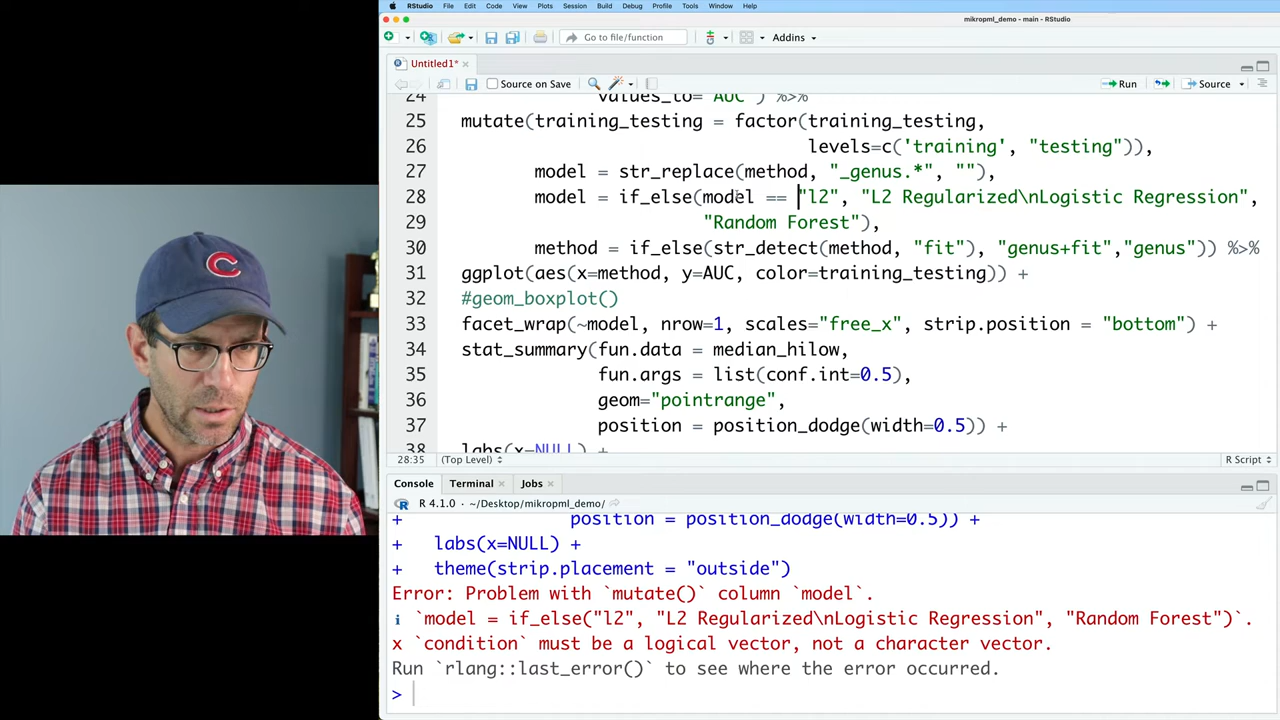 RStudio File Edit Code View Plots Session Build Debug Profile Tools Window Help
mikropml_demo - main - RStudio
Go to file/function Addins
Untitled1*
Source on Save Run Source
24 values_to="AUC") %>%
25 mutate(training_testing = factor(training_testing,
26 levels=c('training', "testing")),
27 model = str_replace(method, "_genus.*", ""),
28 model = if_else(model == "l2", "L2 Regularized\nLogistic Regression",
29 "Random Forest"),
30 method = if_else(str_detect(method, "fit"), "genus+fit","genus")) %>%
31 ggplot(aes(x=method, y=AUC, color=training_testing)) +
32 #geom_boxplot()
33 facet_wrap(~model, nrow=1, scales="free_x", strip.position = "bottom") +
34 stat_summary(fun.data = median_hilow,
35 fun.args = list(conf.int=0.5),
36 geom="pointrange",
37 position = position_dodge(width=0.5)) +
38 labs(x=NULL) +
28:35 (Top Level) R Script
Console Terminal Jobs
R 4.1.0 · ~/Desktop/mikropml_demo/
+ position = position_dodge(width=0.5)) +
+ labs(x=NULL) +
+ theme(strip.placement = "outside")
Error: Problem with `mutate()` column `model`.
i `model = if_else("l2", "L2 Regularized\nLogistic Regression", "Random Forest")`.
x `condition` must be a logical vector, not a character vector.
Run `rlang::last_error()` to see where the error occurred.
>